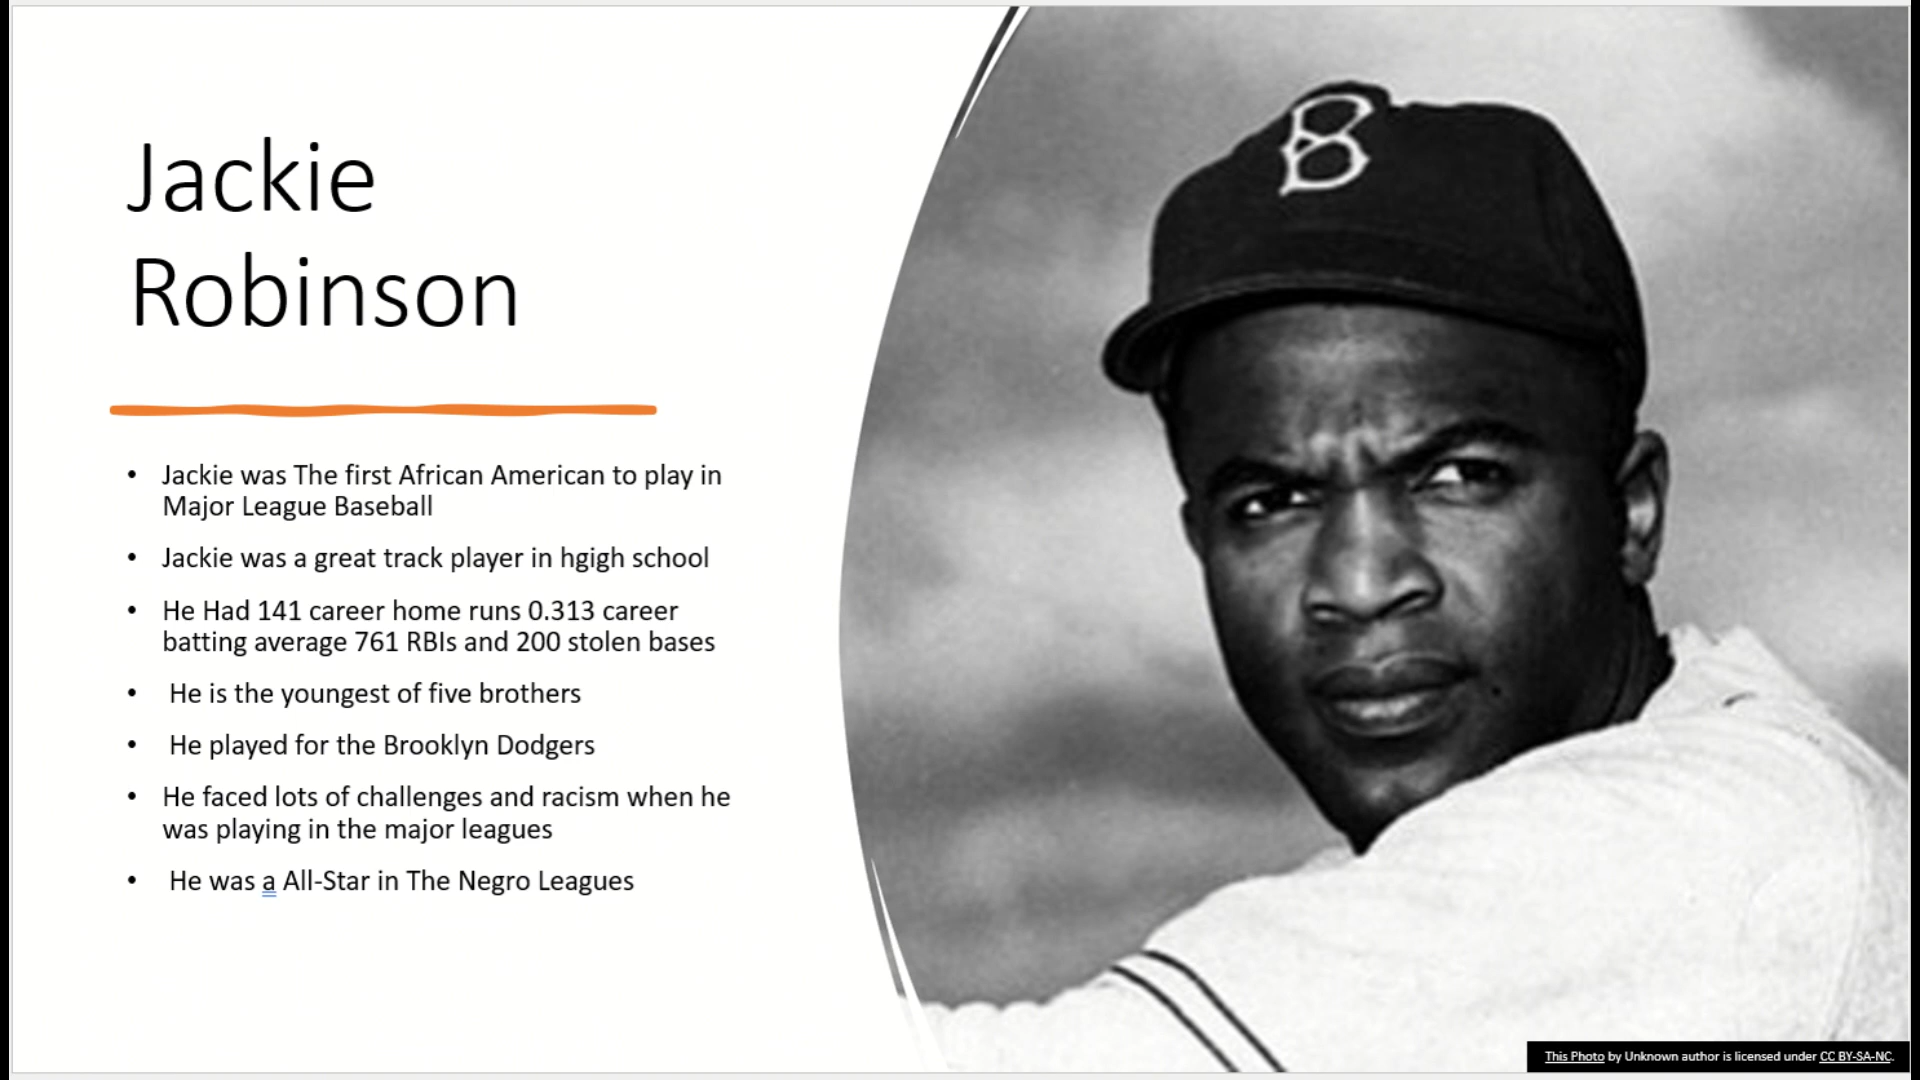 Jackie
Robinson
• Jackie was The first African American to play in
Major League Baseball
• Jackie was a great track player in hgigh school
• He Had 141 career home runs 0.313 career
batting average 761 RBIs and 200 stolen bases
• He is the youngest of five brothers
• He played for the Brooklyn Dodgers
• He faced lots of challenges and racism when he
was playing in the major leagues
• He was a All-Star in The Negro Leagues
B
This Photo by Unknown author is licensed under CC BY-SA-NC.